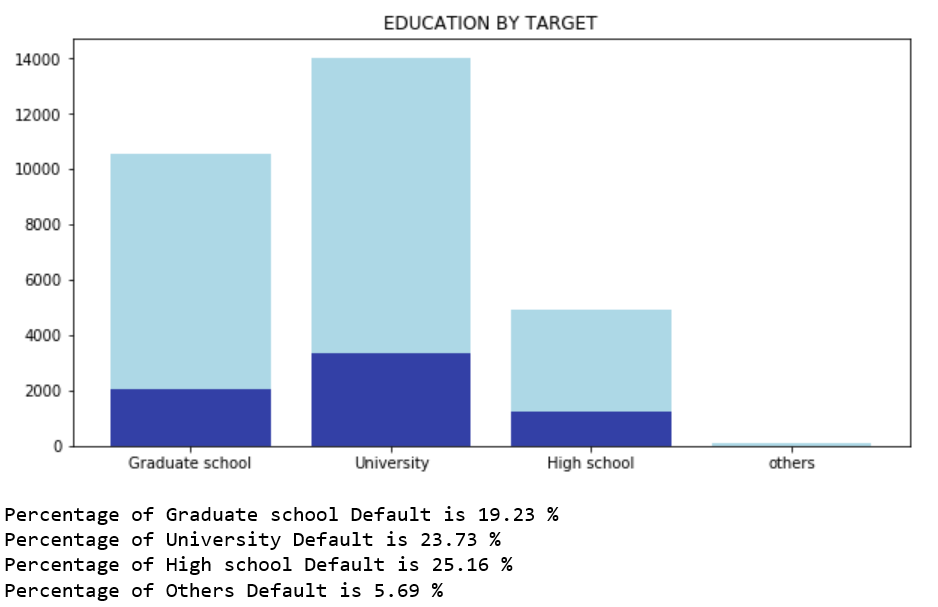 EDUCATION BY TARGET
14000
12000
10000
8000
6000
4000
2000
0
Graduate school University High school others
Percentage of Graduate school Default is 19.23 %
Percentage of University Default is 23.73 %
Percentage of High school Default is 25.16 %
Percentage of Others Default is 5.69 %